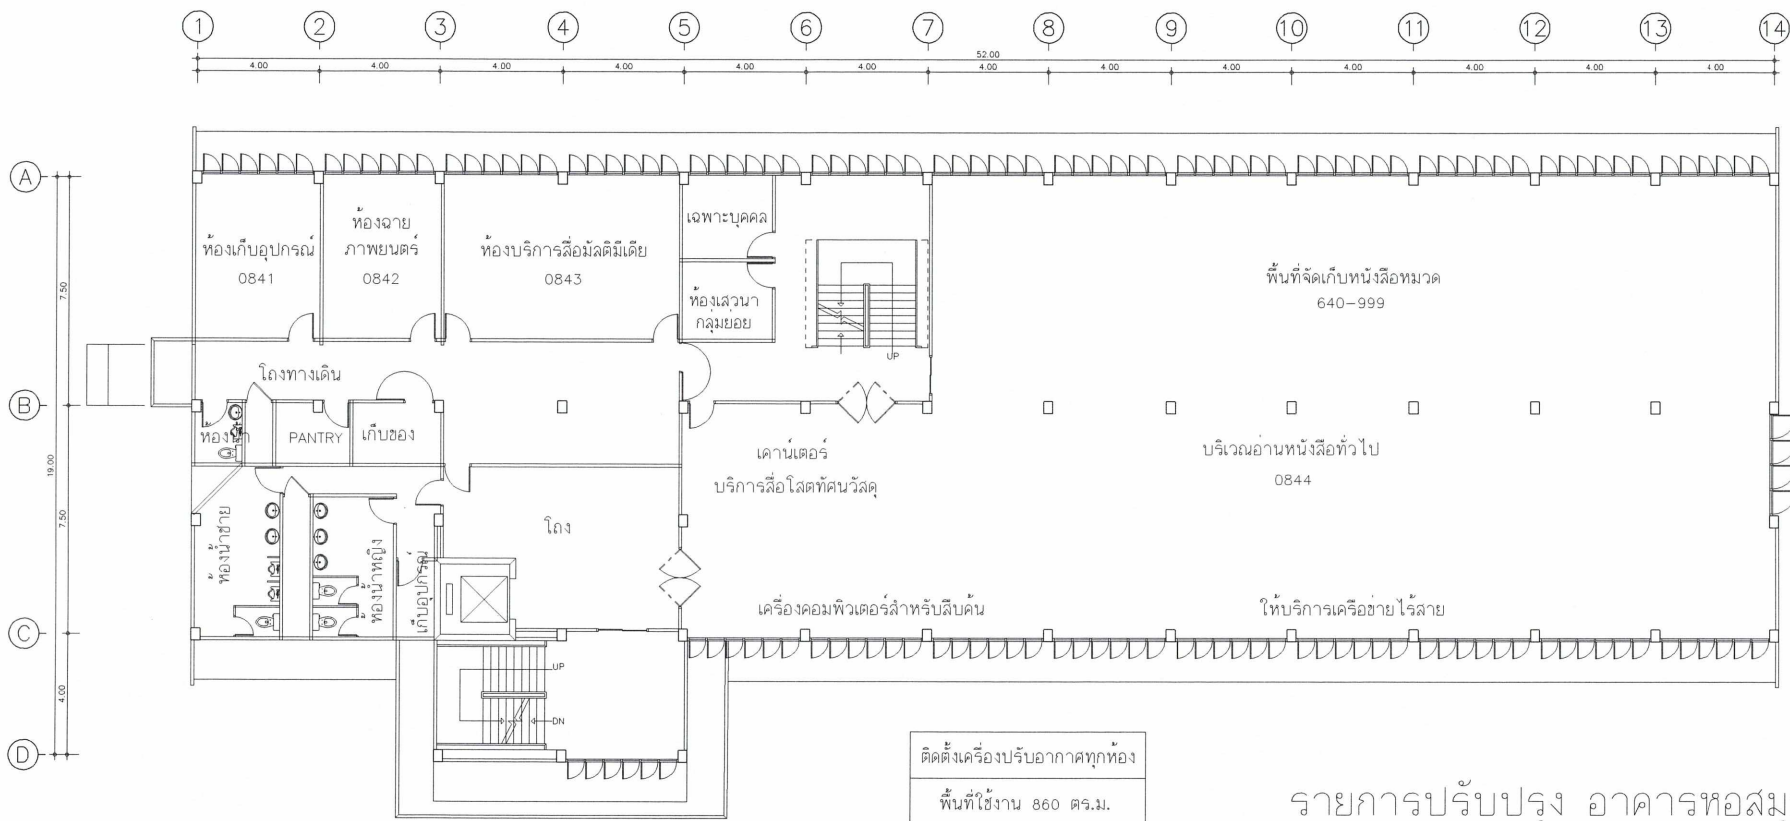 1 2 3 4 5 6 7 8 9 10 11 12 13 14
52.00
4.00 4.00 4.00 4.00 4.00 4.00 4.00 4.00 4.00 4.00 4.00 4.00 4.00
A
B
C
D
7.50
7.50
4.00
19.00
ห้องเก็บอุปกรณ์
0841
ห้องฉาย
ภาพยนตร์
0842
ห้องบริการสื่อมัลติมีเดีย
0843
เฉพาะบุคคล
ห้องเสวนา
กลุ่มย่อย
UP
พื้นที่จัดเก็บหนังสือหมวด
640-999
โถงทางเดิน
ห้องน้ำ
PANTRY
เก็บของ
เคาน์เตอร์
บริการสื่อโสตทัศนวัสดุ
บริเวณอ่านหนังสือทั่วไป
0844
ห้องน้ำชาย
ห้องน้ำหญิง
เก็บอุปกรณ์
โถง
เครื่องคอมพิวเตอร์สำหรับสืบค้น
ให้บริการเครือข่ายไร้สาย
UP
DN
ติดตั้งเครื่องปรับอากาศทุกห้อง
พื้นที่ใช้งาน 860 ตร.ม.
รายการปรับปรุง อาคารหอสมุ